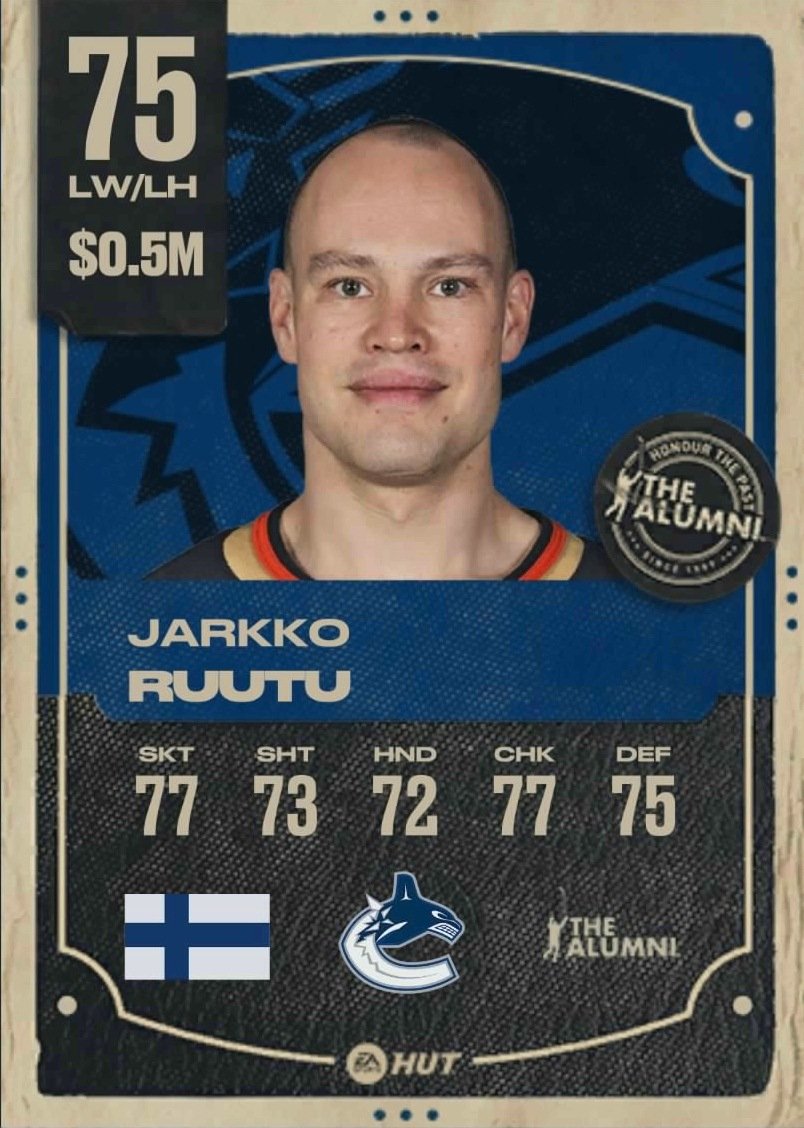 75
LW/LH
$0.5M
HONOUR THE PAST
THE
ALUMNI
JARKKO
RUUTU
SKT SHT HND CHK DEF
77 73 72 77 75
THE
ALUMNI
EA
HUT